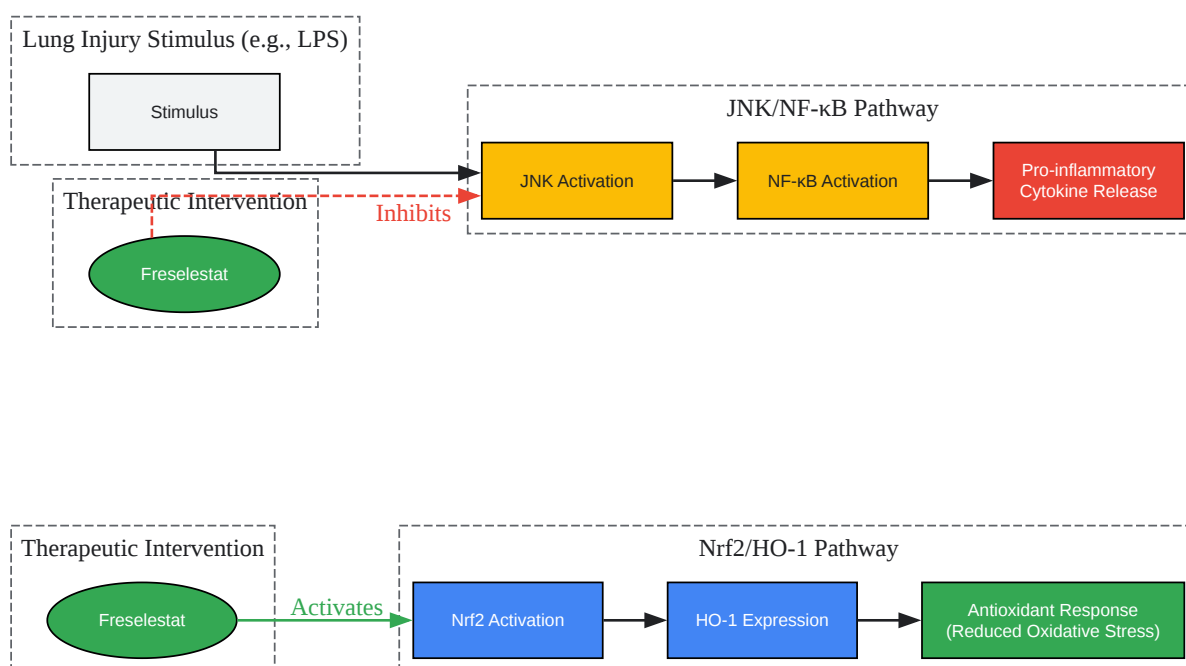 Lung Injury Stimulus (e.g., LPS)
Stimulus
JNK/NF-κB Pathway
JNK Activation
NF-κB Activation
Pro-inflammatory
Cytokine Release
Therapeutic Intervention
Inhibits
Freselestat
Therapeutic Intervention
Nrf2/HO-1 Pathway
Freselestat
Activates
Nrf2 Activation
HO-1 Expression
Antioxidant Response
(Reduced Oxidative Stress)